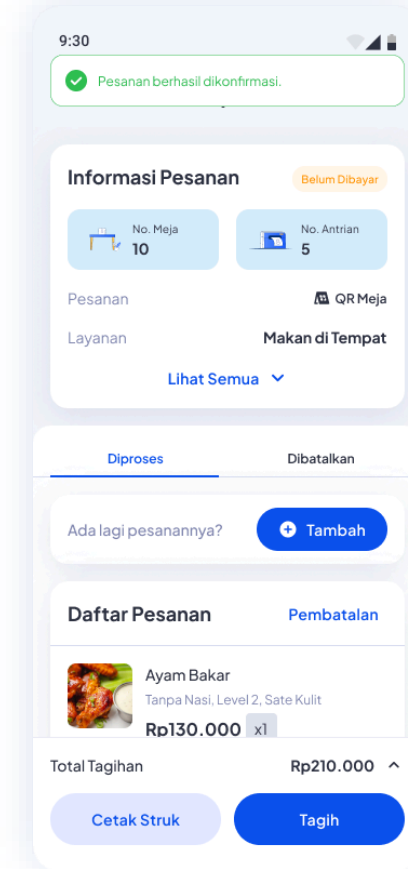 9:30
Pesanan berhasil dikonfirmasi.
Informasi Pesanan
Belum Dibayar
No. Meja
10
No. Antrian
5
Pesanan
QR Meja
Layanan
Makan di Tempat
Lihat Semua
Diproses
Dibatalkan
Ada lagi pesanannya?
Tambah
Daftar Pesanan
Pembatalan
Ayam Bakar
Tanpa Nasi, Level 2, Sate Kulit
Rp130.000 x1
Total Tagihan
Rp210.000
Cetak Struk
Tagih